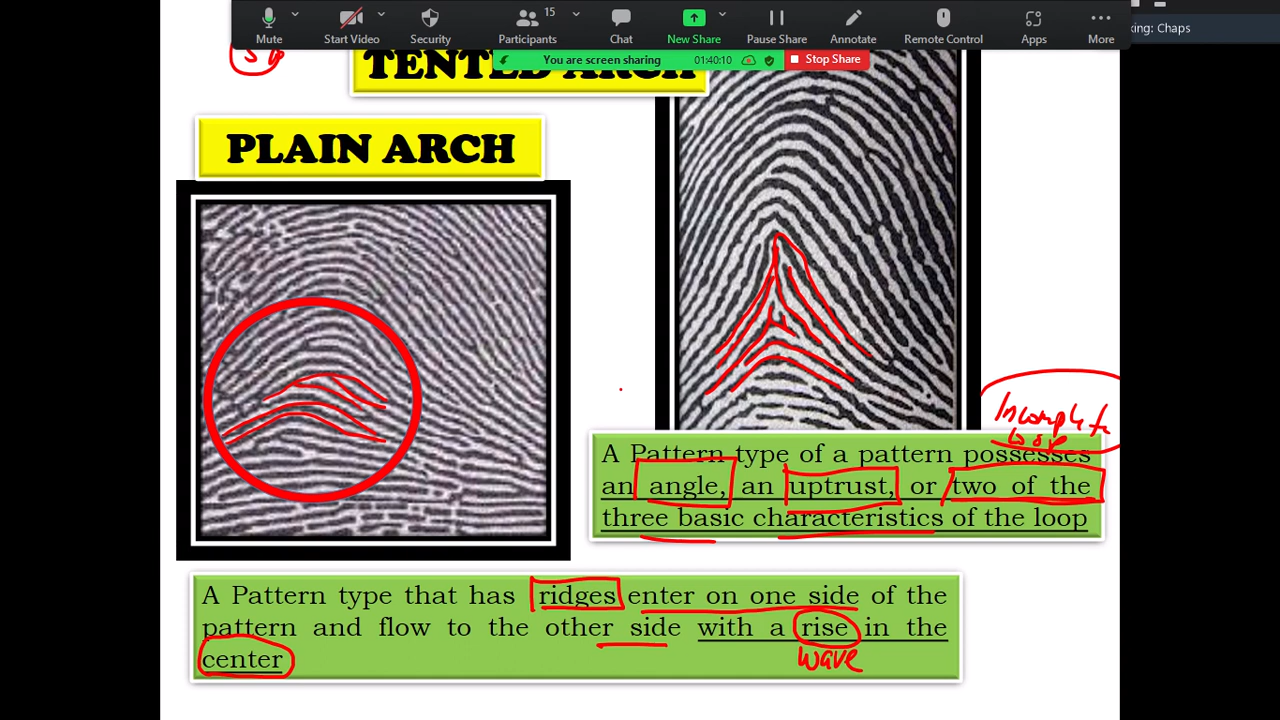 15
Mute
Start Video
Security
Participants
Chat
New Share
Pause Share
Annotate
Remote Control
Apps
More
king: Chaps
You are screen sharing
01:40:10
Stop Share
TENTED ARCH
PLAIN ARCH
Incomplete
loop
A Pattern type of a pattern possesses
an angle, an uptrust, or two of the
three basic characteristics of the loop
A Pattern type that has ridges enter on one side of the
pattern and flow to the other side with a rise in the
center
wave